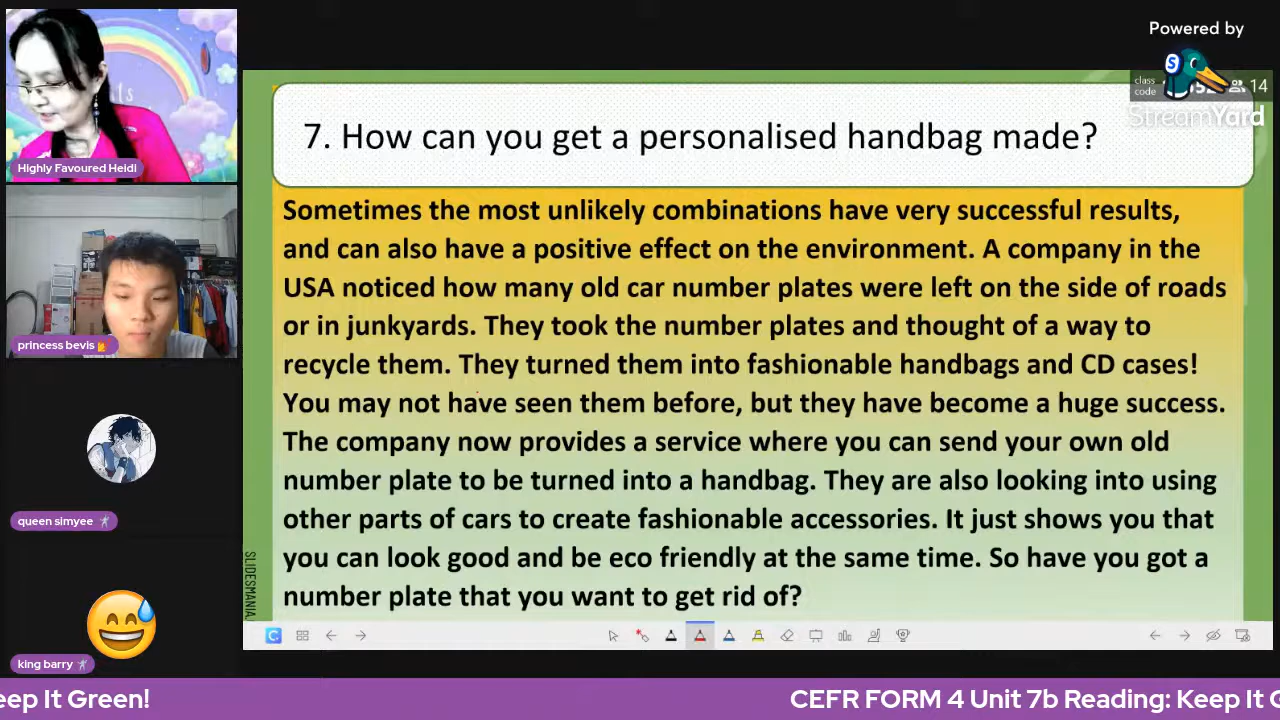 Powered by
class
code
14
StreamYard
Highly Favoured Heidi
princess bevis
queen simyee
king barry
7. How can you get a personalised handbag made?
Sometimes the most unlikely combinations have very successful results,
and can also have a positive effect on the environment. A company in the
USA noticed how many old car number plates were left on the side of roads
or in junkyards. They took the number plates and thought of a way to
recycle them. They turned them into fashionable handbags and CD cases!
You may not have seen them before, but they have become a huge success.
The company now provides a service where you can send your own old
number plate to be turned into a handbag. They are also looking into using
other parts of cars to create fashionable accessories. It just shows you that
you can look good and be eco friendly at the same time. So have you got a
number plate that you want to get rid of?
SLIDESMANIA
eep It Green!
CEFR FORM 4 Unit 7b Reading: Keep It G